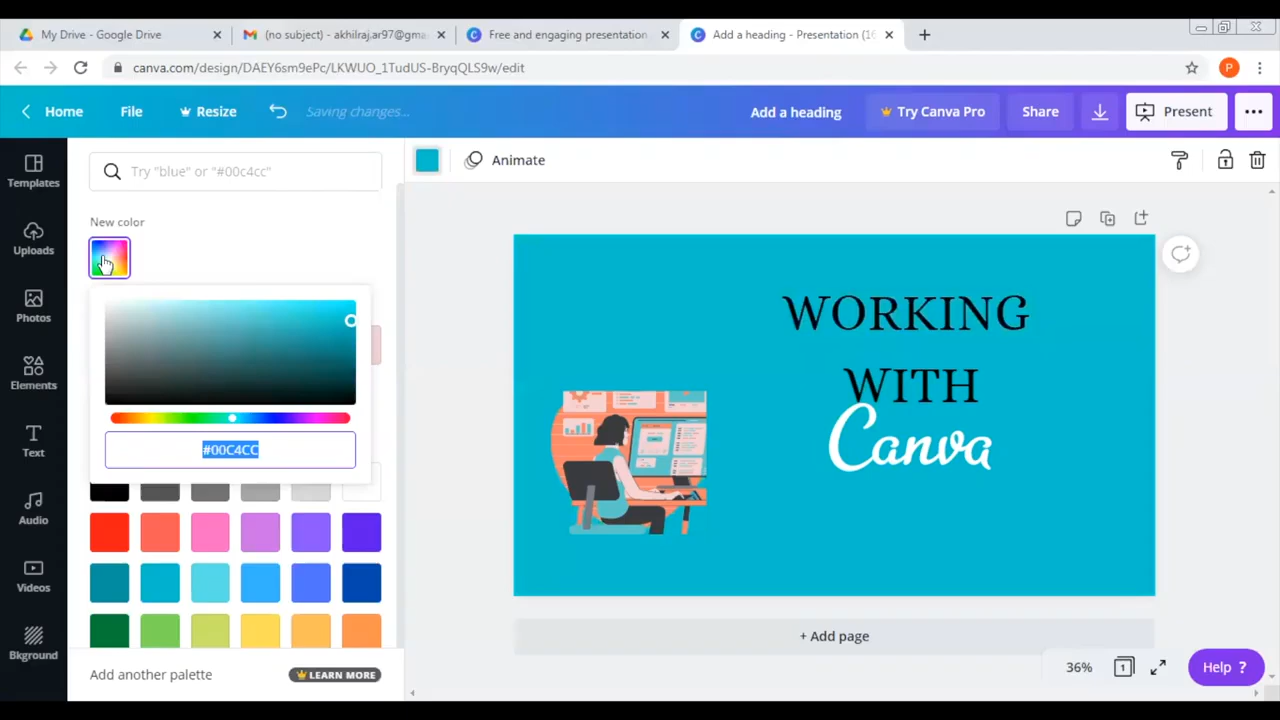 My Drive - Google Drive
(no subject) - akhilraj.ar97@gma
Free and engaging presentation
Add a heading - Presentation (16
canva.com/design/DAEY6sm9ePc/LKWUO_1TudUS-BryqQLS9w/edit
P
Home
File
Resize
Saving changes...
Add a heading
Try Canva Pro
Share
Present
Templates
Uploads
Photos
Elements
Text
Audio
Videos
Bkground
Try "blue" or "#00c4cc"
New color
#00C4CC
Add another palette
LEARN MORE
Animate
WORKING
WITH
Canva
+ Add page
36%
1
Help ?